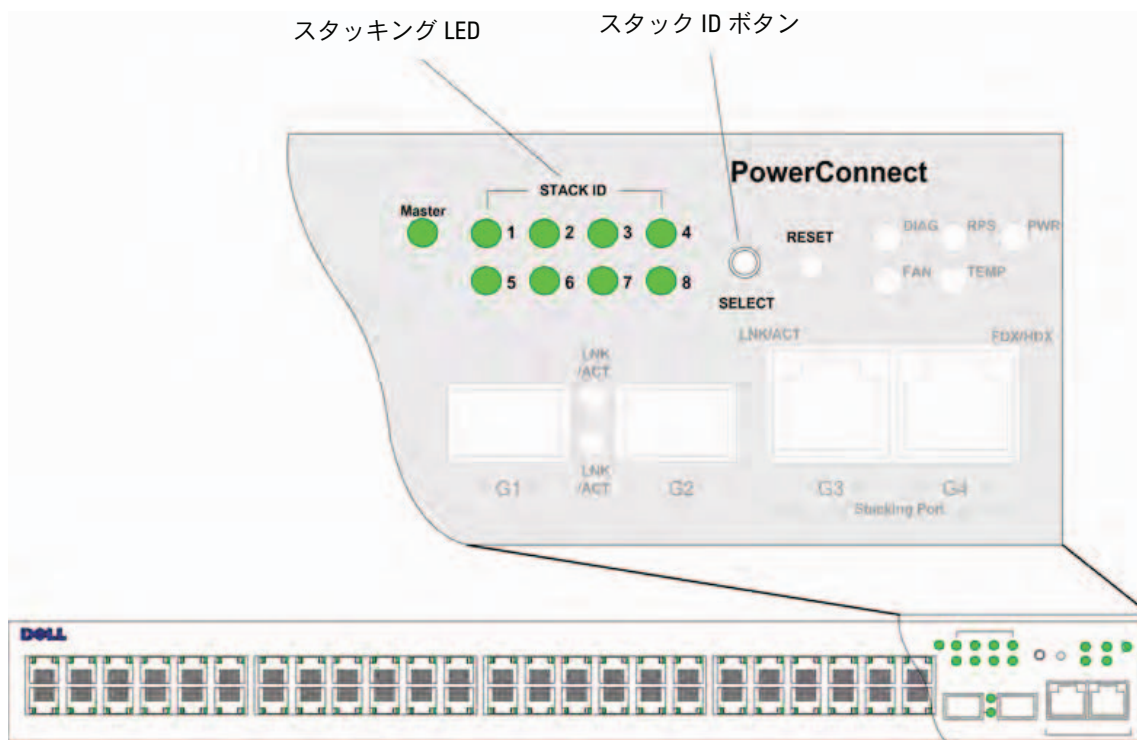 スタッキング LED
スタック ID ボタン
PowerConnect
STACK ID
Master
1 2 3 4
5 6 7 8
SELECT
RESET
DIAG RPS PWR
FAN TEMP
LNK/ACT
FDX/HDX
LNK
/ACT
LNK
/ACT
G1
G2
G3
G4
Stacking Port
DELL